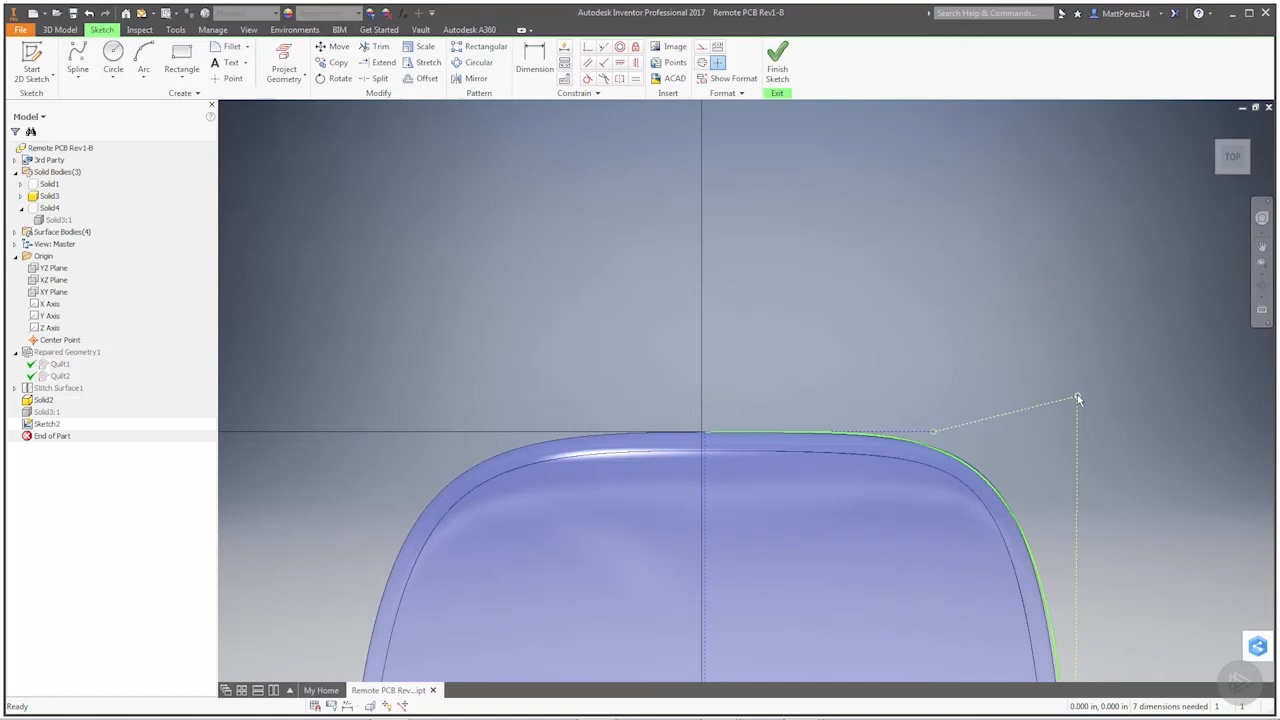 Autodesk Inventor Professional 2017 Remote PCB Rev1-B
Search Help & Commands...
MattPerez314
File 3D Model Sketch Inspect Tools Manage View Environments BIM Get Started Vault Autodesk A360
Start
2D Sketch
Sketch
Spline Circle Arc Rectangle
Fillet
Text
Point
Create
Project
Geometry
Move Trim Scale
Copy Extend Stretch
Rotate Split Offset
Modify
Rectangular
Circular
Mirror
Pattern
Dimension
Constrain
Image
Points
ACAD
Insert
Show Format
Format
Finish
Sketch
Exit
Model
Remote PCB Rev1-B
3rd Party
Solid Bodies(3)
Solid1
Solid3
Solid4
Solid3:1
Surface Bodies(4)
View: Master
Origin
YZ Plane
XZ Plane
XY Plane
X Axis
Y Axis
Z Axis
Center Point
Repaired Geometry1
Quilt1
Quilt2
Stitch Surface1
Solid2
Solid3:1
Sketch2
End of Part
TOP
My Home Remote PCB Rev...ipt
Ready
0.000 in, 0.000 in 7 dimensions needed 1 1